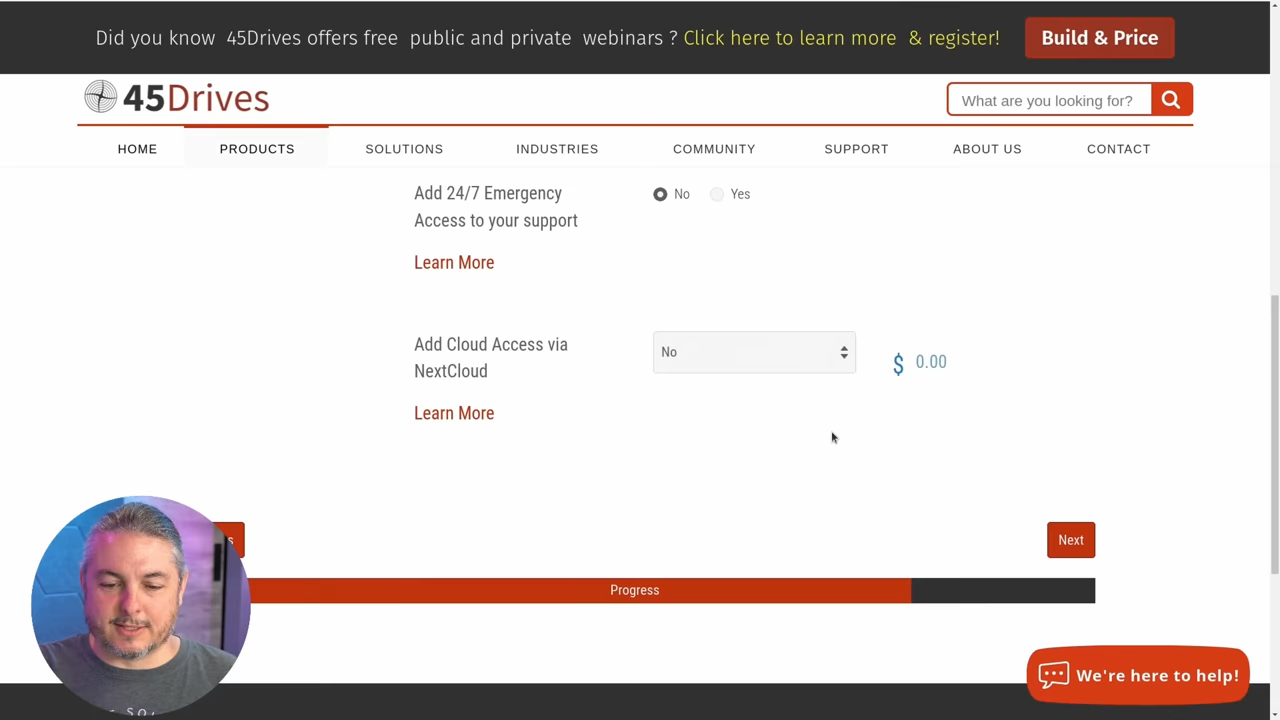 Did you know 45Drives offers free public and private webinars ? Click here to learn more & register!
Build & Price
45Drives
What are you looking for?
HOME
PRODUCTS
SOLUTIONS
INDUSTRIES
COMMUNITY
SUPPORT
ABOUT US
CONTACT
Add 24/7 Emergency
Access to your support
No
Yes
Learn More
Add Cloud Access via
NextCloud
No
$ 0.00
Learn More
Next
Progress
We're here to help!